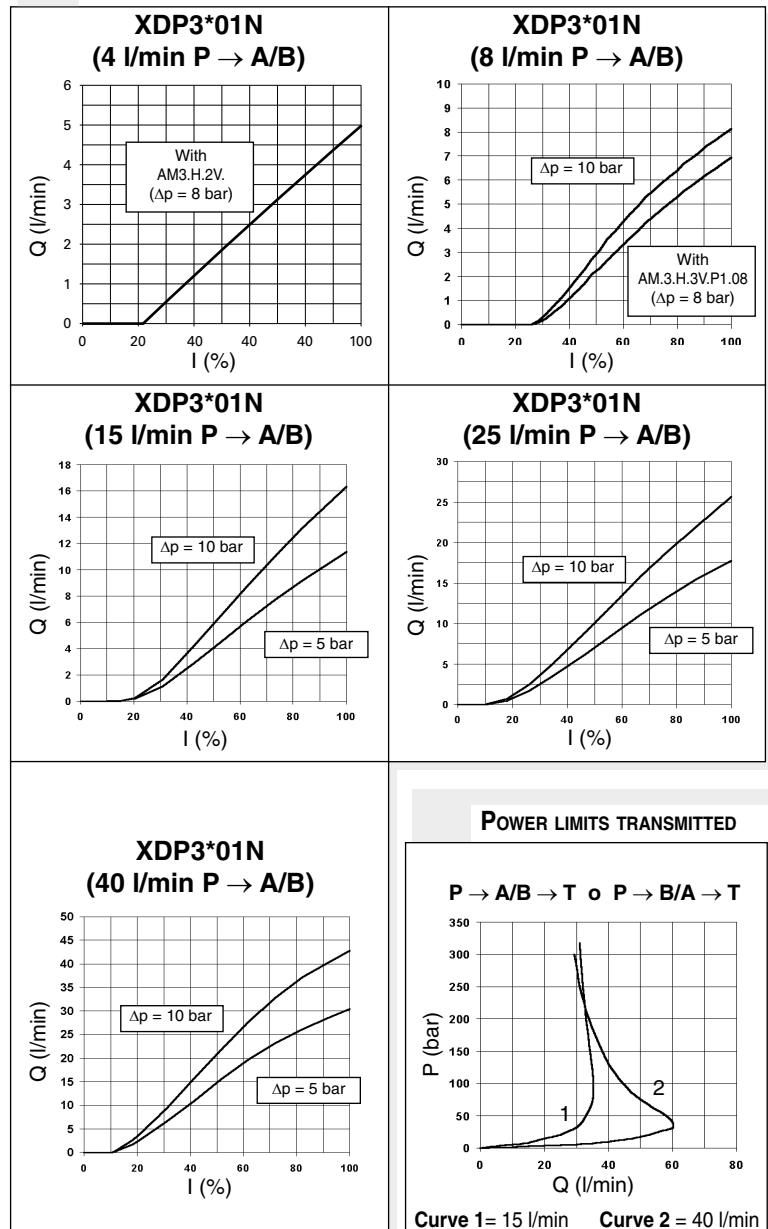 XDP3*01N
(4 l/min P → A/B)
6
5
4
3
2
1
0
Q (l/min)
With
AM3.H.2V.
(Δp = 8 bar)
0 20 40 40 40 100
I (%)
XDP3*01N
(8 l/min P → A/B)
10
9
8
7
6
5
4
3
2
1
0
Q (l/min)
Δp = 10 bar
With
AM.3.H.3V.P1.08
(Δp = 8 bar)
0 20 40 60 80 100
I (%)
XDP3*01N
(15 l/min P → A/B)
18
16
14
12
10
8
6
4
2
0
Q (l/min)
Δp = 10 bar
Δp = 5 bar
0 20 40 60 80 100
I (%)
XDP3*01N
(25 l/min P → A/B)
30
25
20
15
10
5
0
Q (l/min)
Δp = 10 bar
Δp = 5 bar
0 20 40 60 80 100
I (%)
XDP3*01N
(40 l/min P → A/B)
50
45
40
35
30
25
20
15
10
5
0
Q (l/min)
Δp = 10 bar
Δp = 5 bar
0 20 40 60 80 100
I (%)
POWER LIMITS TRANSMITTED
P → A/B → T o P → B/A → T
350
300
250
200
150
100
50
0
P (bar)
1
2
0 20 40 60 80
Q (l/min)
Curve 1= 15 l/min Curve 2 = 40 l/min